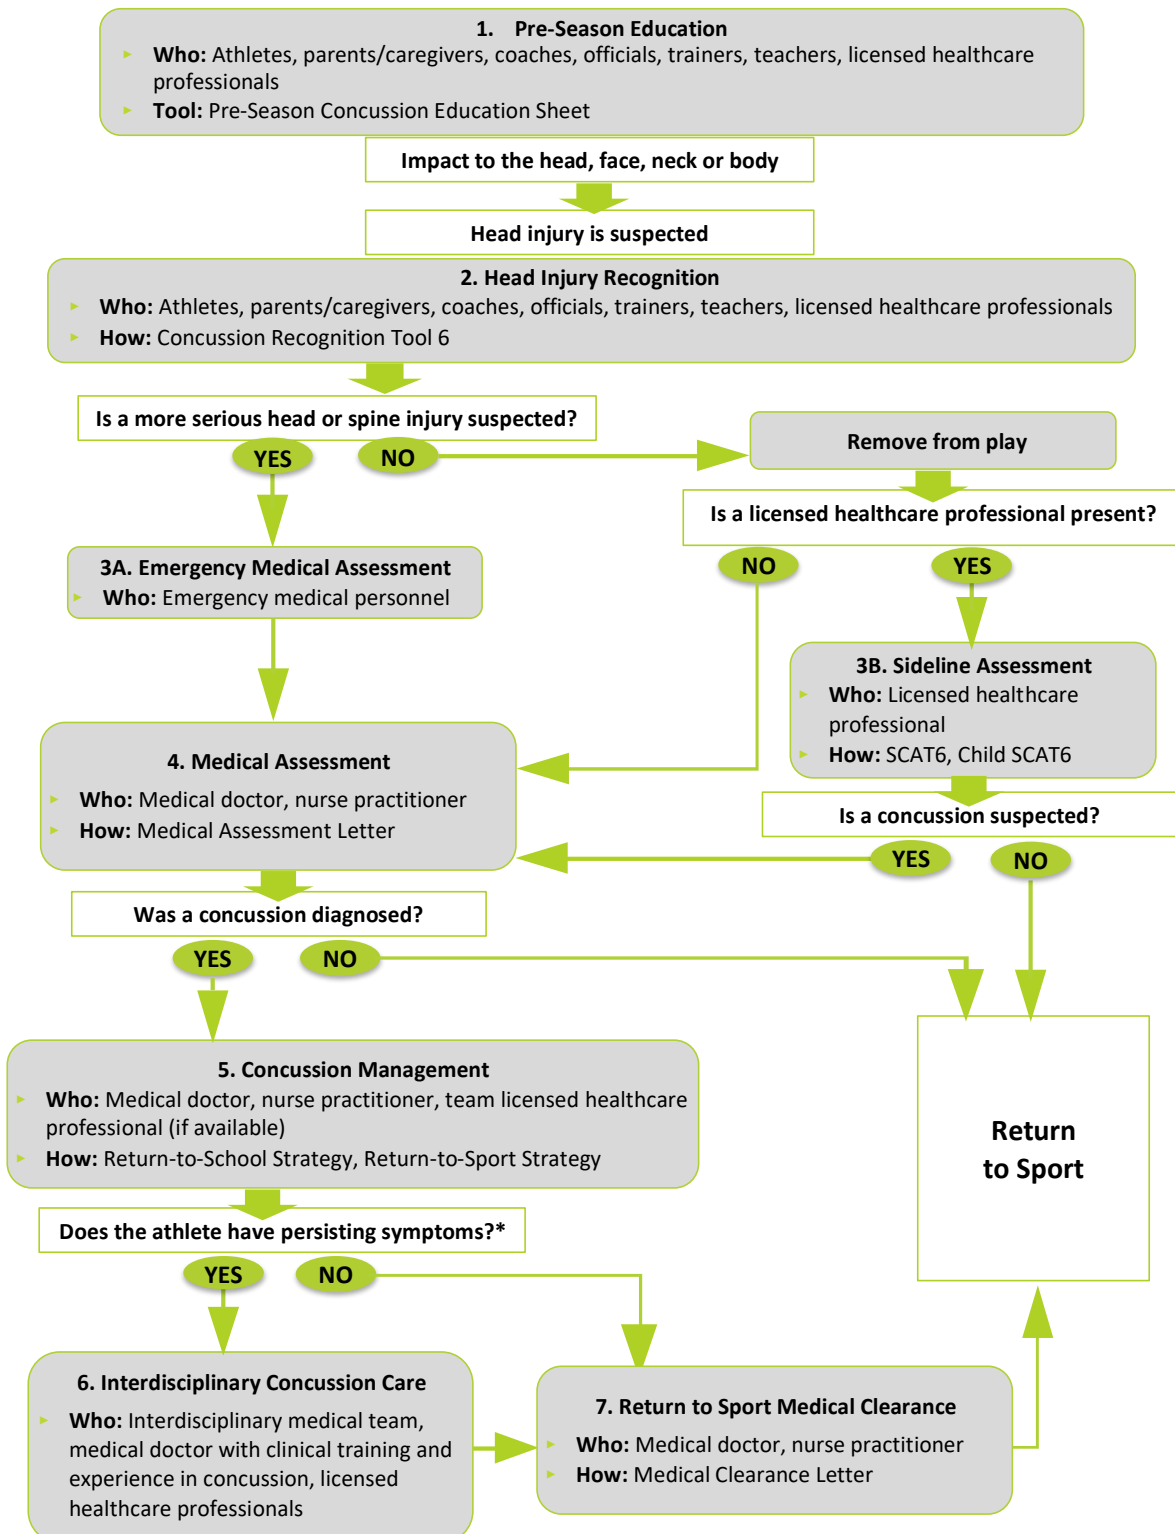 1. Pre-Season Education
▸ Who: Athletes, parents/caregivers, coaches, officials, trainers, teachers, licensed healthcare
professionals
▸ Tool: Pre-Season Concussion Education Sheet
Impact to the head, face, neck or body
Head injury is suspected
2. Head Injury Recognition
▸ Who: Athletes, parents/caregivers, coaches, officials, trainers, teachers, licensed healthcare professionals
▸ How: Concussion Recognition Tool 6
Is a more serious head or spine injury suspected?
YES
NO
Remove from play
Is a licensed healthcare professional present?
NO
YES
3A. Emergency Medical Assessment
▸ Who: Emergency medical personnel
3B. Sideline Assessment
▸ Who: Licensed healthcare
professional
▸ How: SCAT6, Child SCAT6
Is a concussion suspected?
YES
NO
4. Medical Assessment
▸ Who: Medical doctor, nurse practitioner
▸ How: Medical Assessment Letter
Was a concussion diagnosed?
YES
NO
Return
to Sport
5. Concussion Management
▸ Who: Medical doctor, nurse practitioner, team licensed healthcare
professional (if available)
▸ How: Return-to-School Strategy, Return-to-Sport Strategy
Does the athlete have persisting symptoms?*
YES
NO
6. Interdisciplinary Concussion Care
▸ Who: Interdisciplinary medical team,
medical doctor with clinical training and
experience in concussion, licensed
healthcare professionals
7. Return to Sport Medical Clearance
▸ Who: Medical doctor, nurse practitioner
▸ How: Medical Clearance Letter